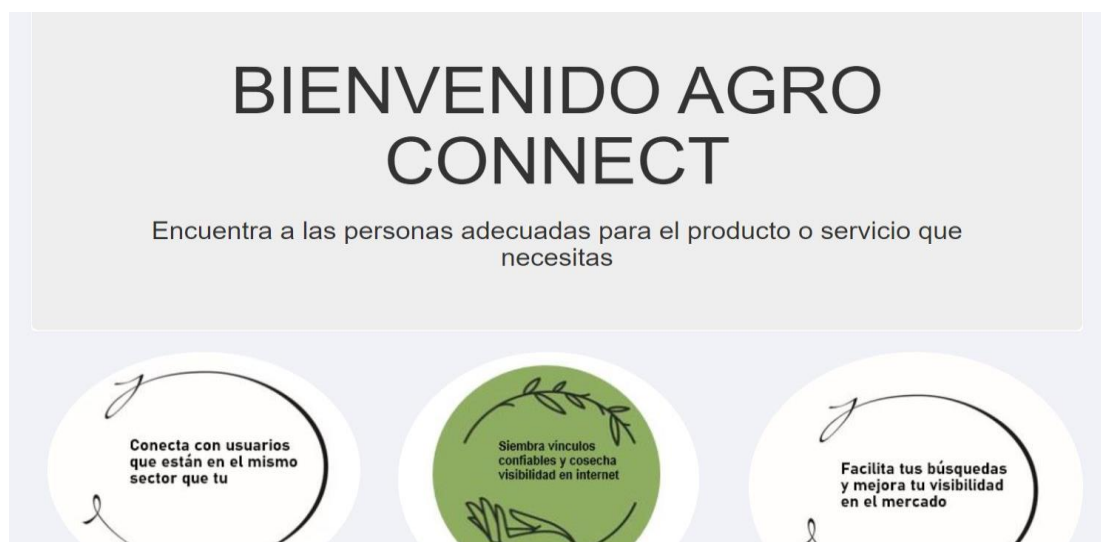 BIENVENIDO AGRO
CONNECT
Encuentra a las personas adecuadas para el producto o servicio que
necesitas
Conecta con usuarios
que están en el mismo
sector que tu
Siembra vinculos
confiables y cosecha
visibilidad en internet
Facilita tus búsquedas
y mejora tu visibilidad
en el mercado